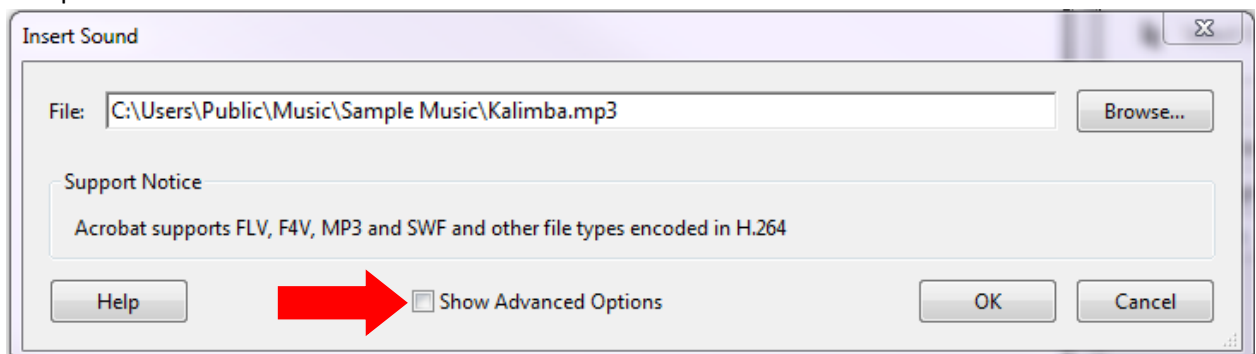 Insert Sound
File: C:\Users\Public\Music\Sample Music\Kalimba.mp3 Browse...
Support Notice
Acrobat supports FLV, F4V, MP3 and SWF and other file types encoded in H.264
Help Show Advanced Options OK Cancel